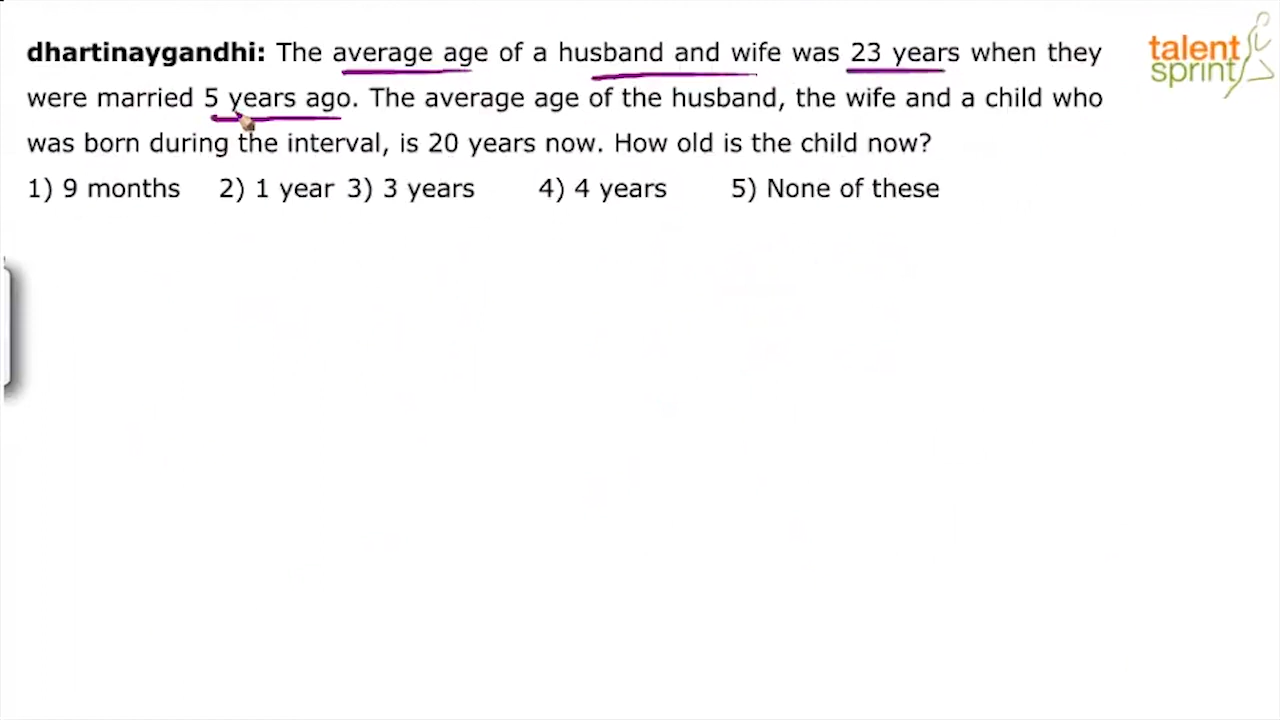 dhartinaygandhi: The average age of a husband and wife was 23 years when they
were married 5 years ago. The average age of the husband, the wife and a child who
was born during the interval, is 20 years now. How old is the child now?
1) 9 months 2) 1 year 3) 3 years 4) 4 years 5) None of these
talent
sprint